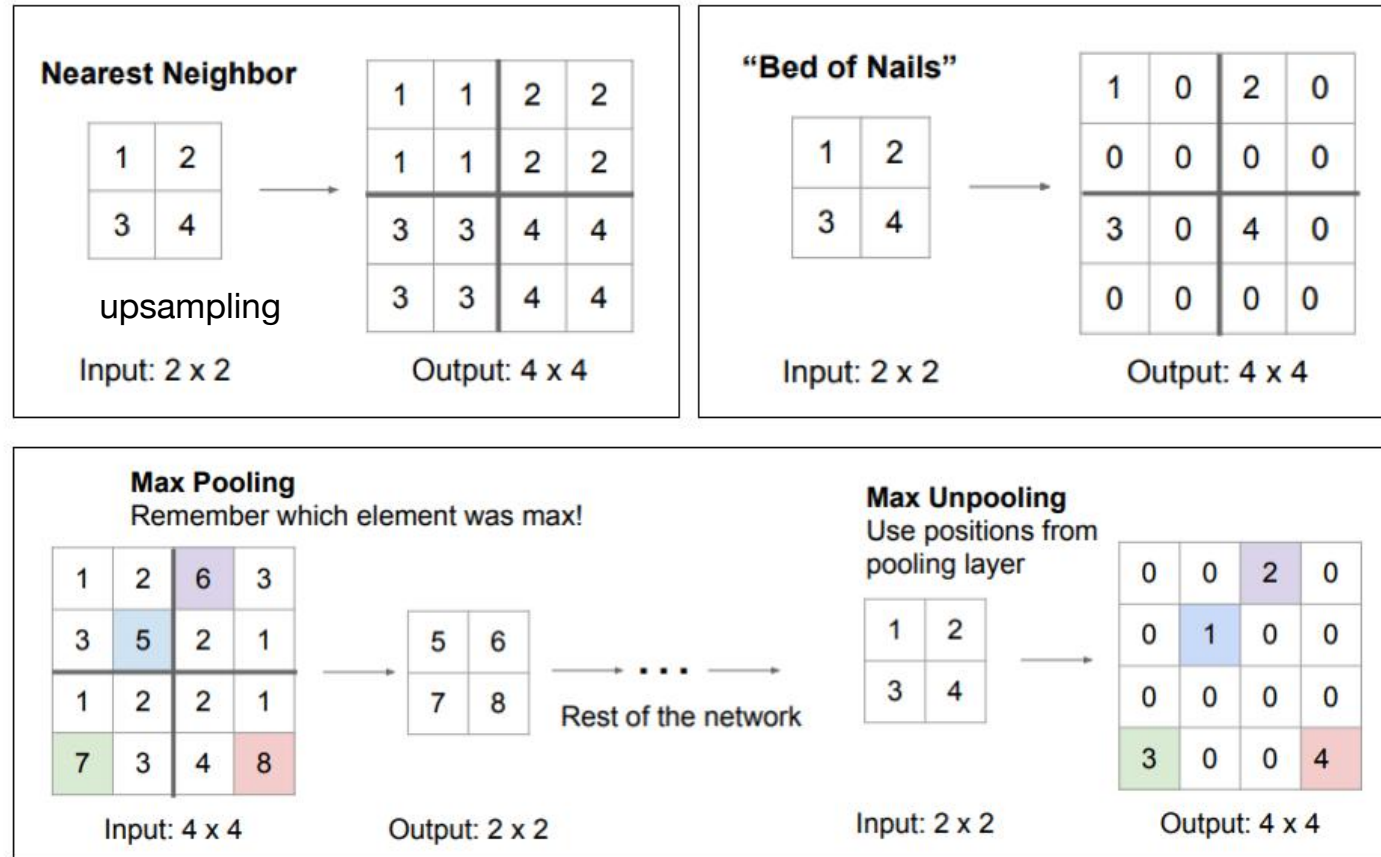 Nearest Neighbor
1 2
3 4
upsampling
Input: 2 x 2
1 1 2 2
1 1 2 2
3 3 4 4
3 3 4 4
Output: 4 x 4
“Bed of Nails”
1 2
3 4
Input: 2 x 2
1 0 2 0
0 0 0 0
3 0 4 0
0 0 0 0
Output: 4 x 4
Max Pooling
Remember which element was max!
1 2 6 3
3 5 2 1
1 2 2 1
7 3 4 8
Input: 4 x 4
5 6
7 8
Output: 2 x 2
...
Rest of the network
Max Unpooling
Use positions from
pooling layer
1 2
3 4
Input: 2 x 2
0 0 2 0
0 1 0 0
0 0 0 0
3 0 0 4
Output: 4 x 4